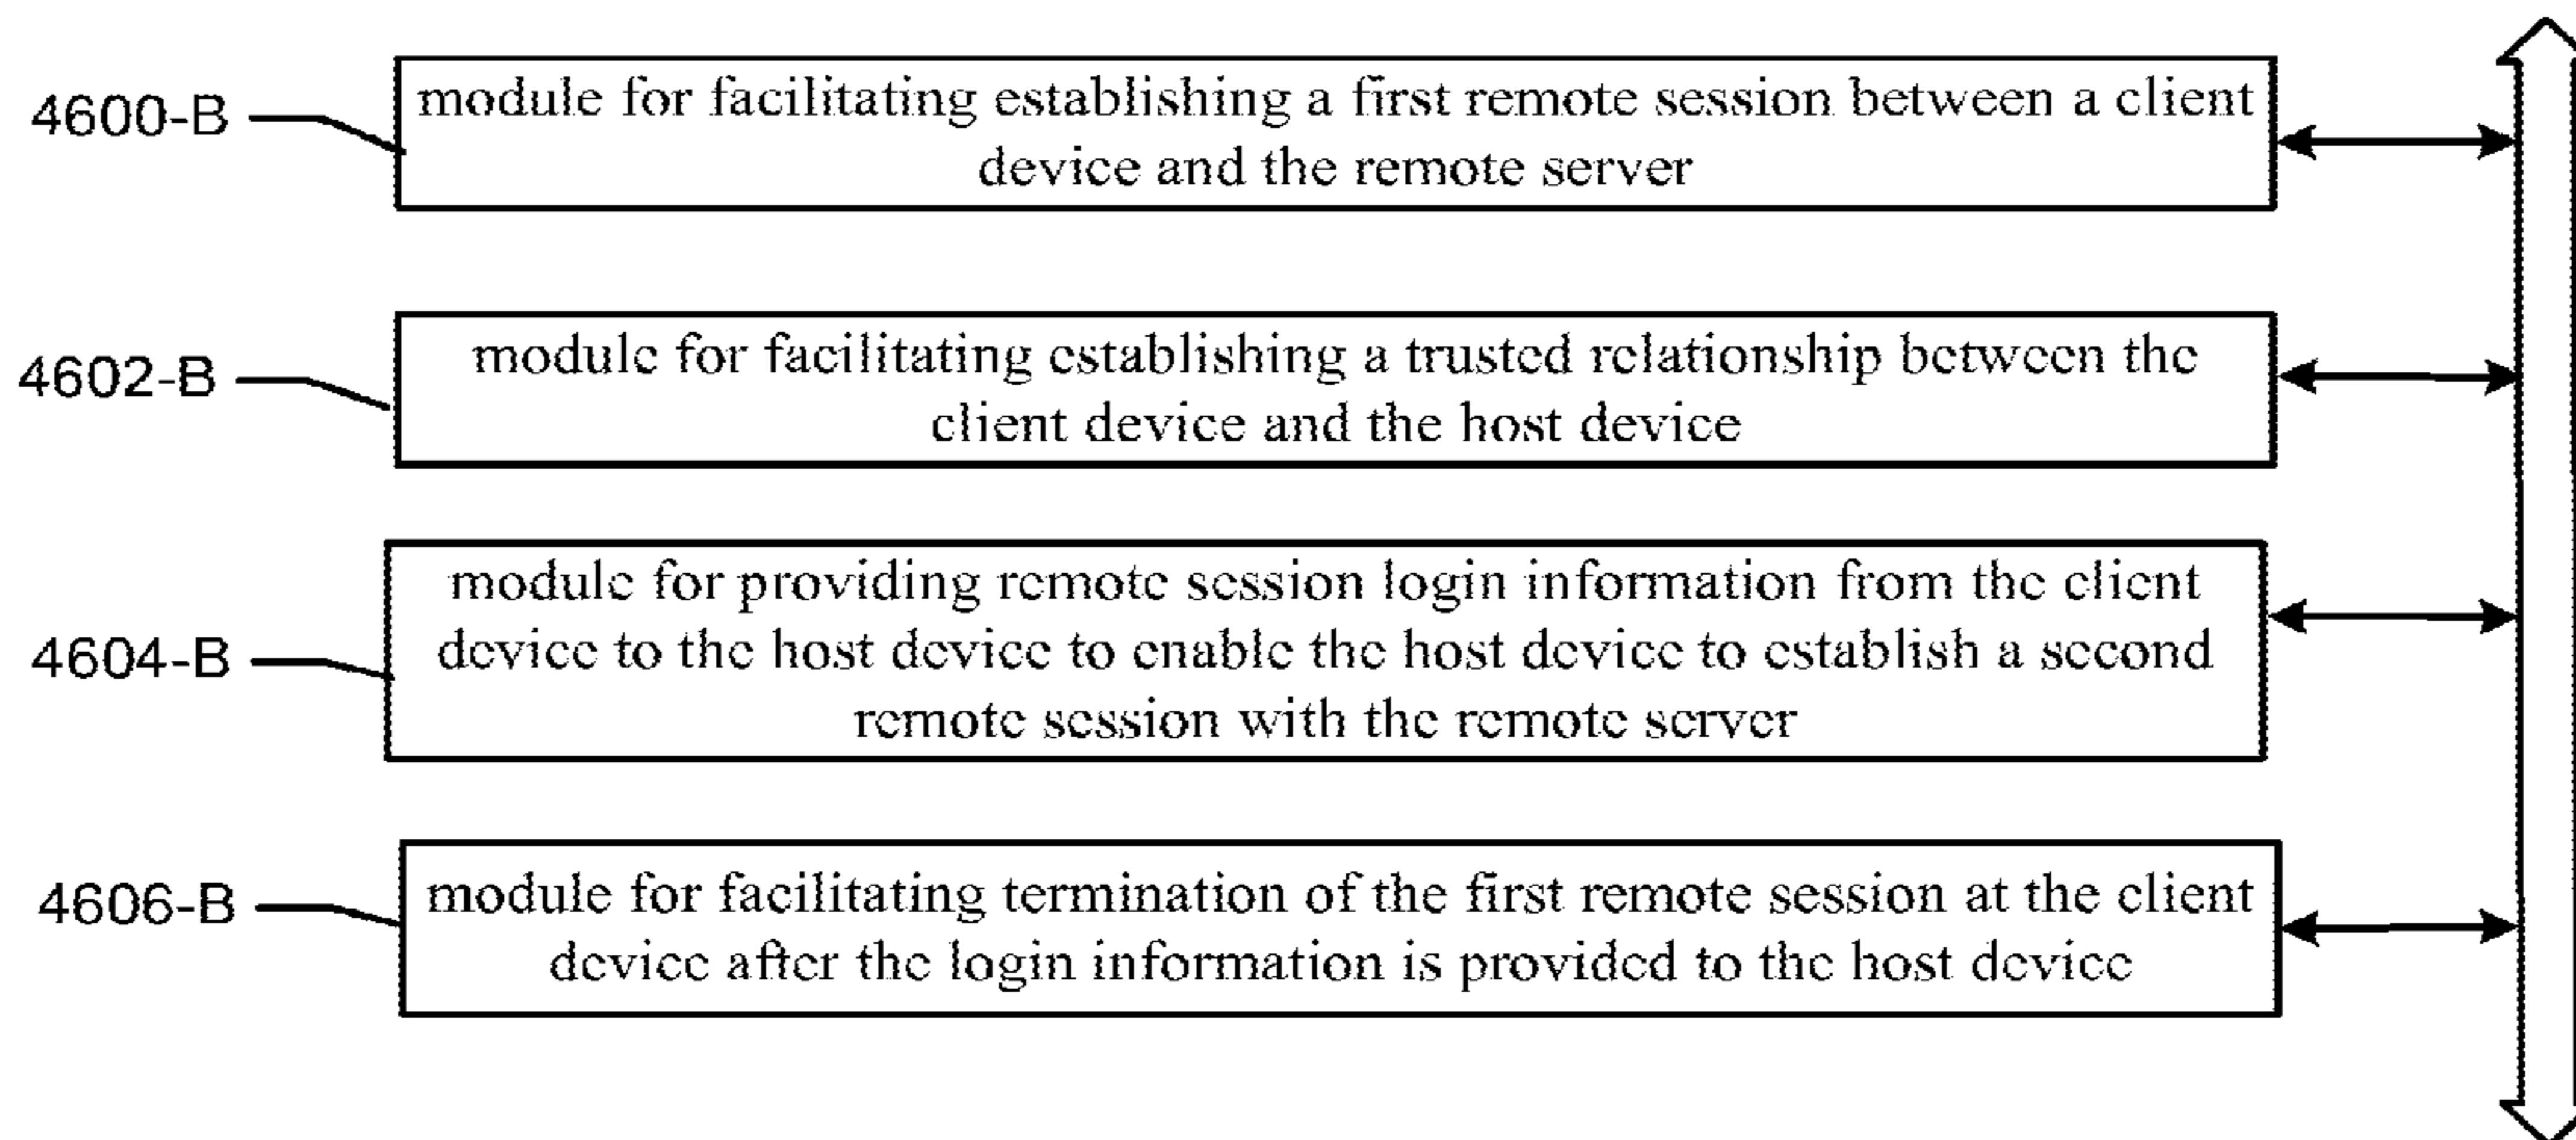 4600-B
module for facilitating establishing a first remote session between a client
device and the remote server
4602-B
module for facilitating establishing a trusted relationship between the
client device and the host device
4604-B
module for providing remote session login information from the client
device to the host device to enable the host device to establish a second
remote session with the remote server
4606-B
module for facilitating termination of the first remote session at the client
device after the login information is provided to the host device